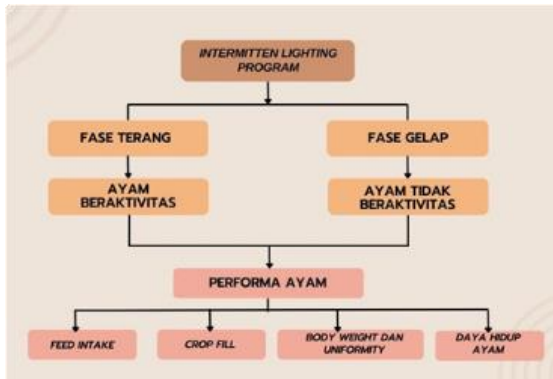 INTERMITTEN LIGHTING
PROGRAM
FASE TERANG
FASE GELAP
AYAM
BERAKTIVITAS
AYAM TIDAK
BERAKTIVITAS
PERFORMA AYAM
FEED INTAKE
CROP FILL
BODY WEIGHT DAN
UNIFORMITY
DAYA HIDUP
AYAM